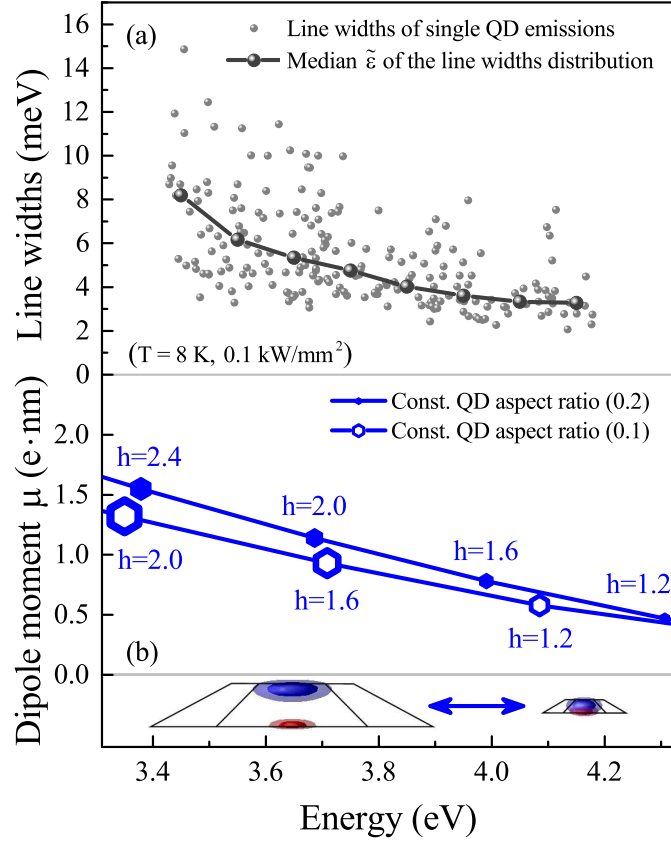 (a)
Line widths of single QD emissions
Median ε̃ of the line widths distribution
16
14
12
10
8
6
4
2
0
Line widths (meV)
(T = 8 K, 0.1 kW/mm²)
Const. QD aspect ratio (0.2)
Const. QD aspect ratio (0.1)
2.0
1.5
1.0
0.5
0.0
Dipole moment μ (e·nm)
h=2.4
h=2.0
h=1.6
h=1.2
h=2.0
h=1.6
h=1.2
(b)
3.4 3.6 3.8 4.0 4.2
Energy (eV)